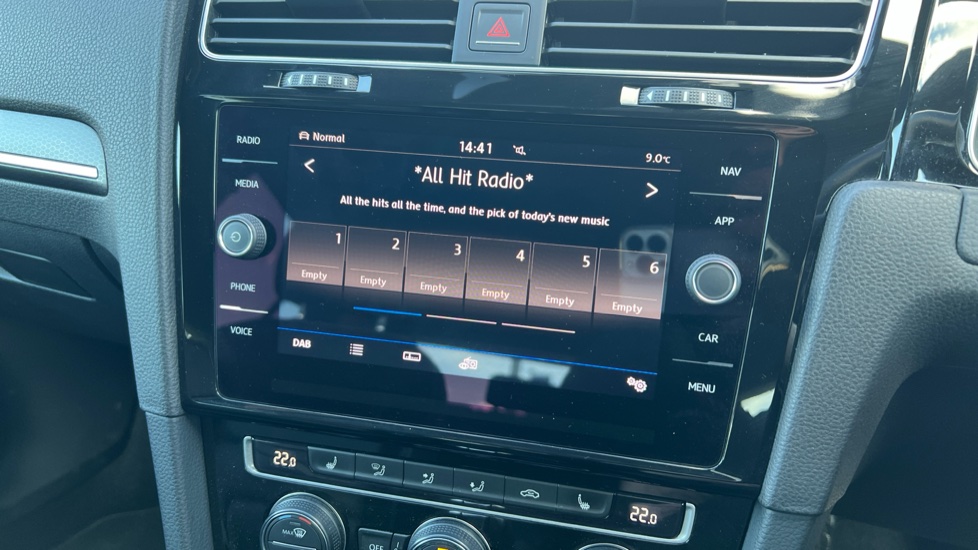 RADIO
MEDIA
PHONE
VOICE
Normal
14:41
9.0°C
< *All Hit Radio* >
All the hits all the time, and the pick of today's new music
1 2 3 4 5 6
Empty Empty Empty Empty Empty Empty
DAB
NAV
APP
CAR
MENU
22.0
22.0
MAX
OFF